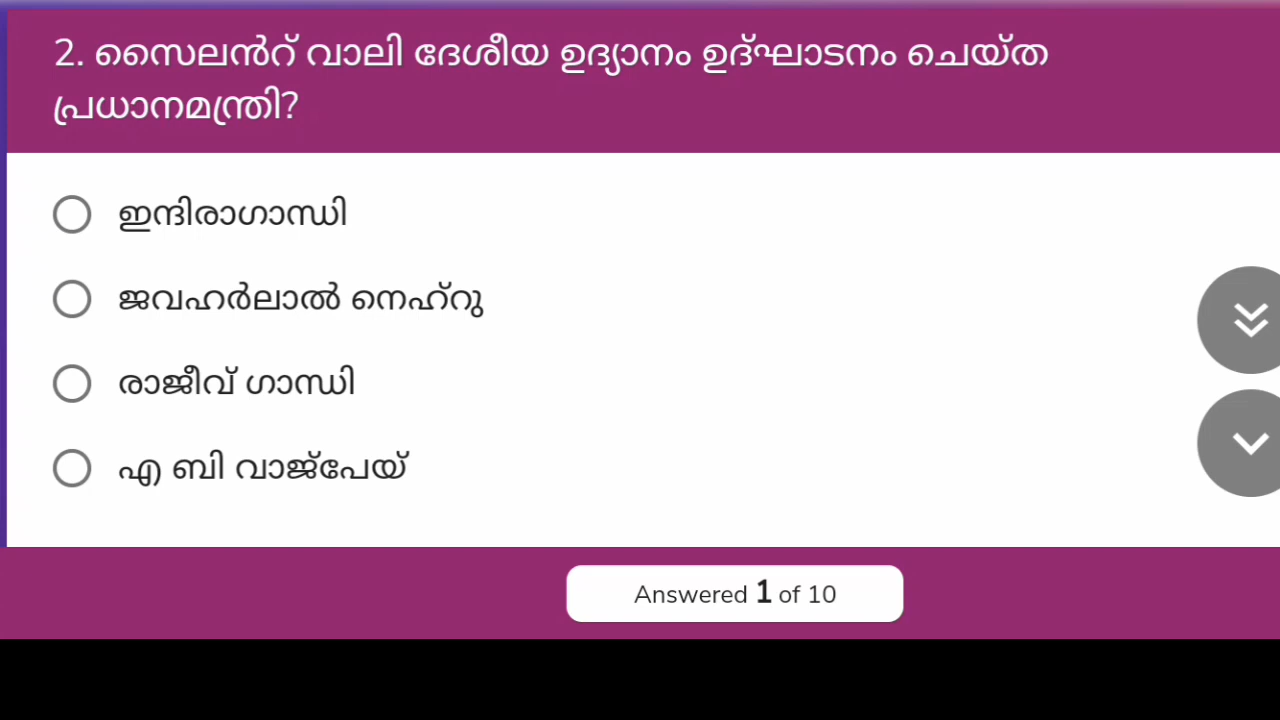 2. സൈലൻറ് വാലി ദേശീയ ഉദ്യാനം ഉദ്ഘാടനം ചെയ്ത
പ്രധാനമന്ത്രി?
ഇന്ദിരാഗാന്ധി
ജവഹർലാൽ നെഹ്റു
രാജീവ് ഗാന്ധി
എ ബി വാജ്പേയ്
Answered 1 of 10